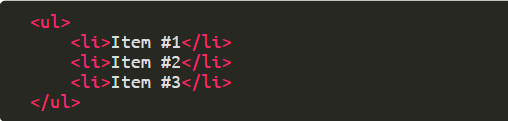 <ul>
    <li>Item #1</li>
    <li>Item #2</li>
    <li>Item #3</li>
</ul>